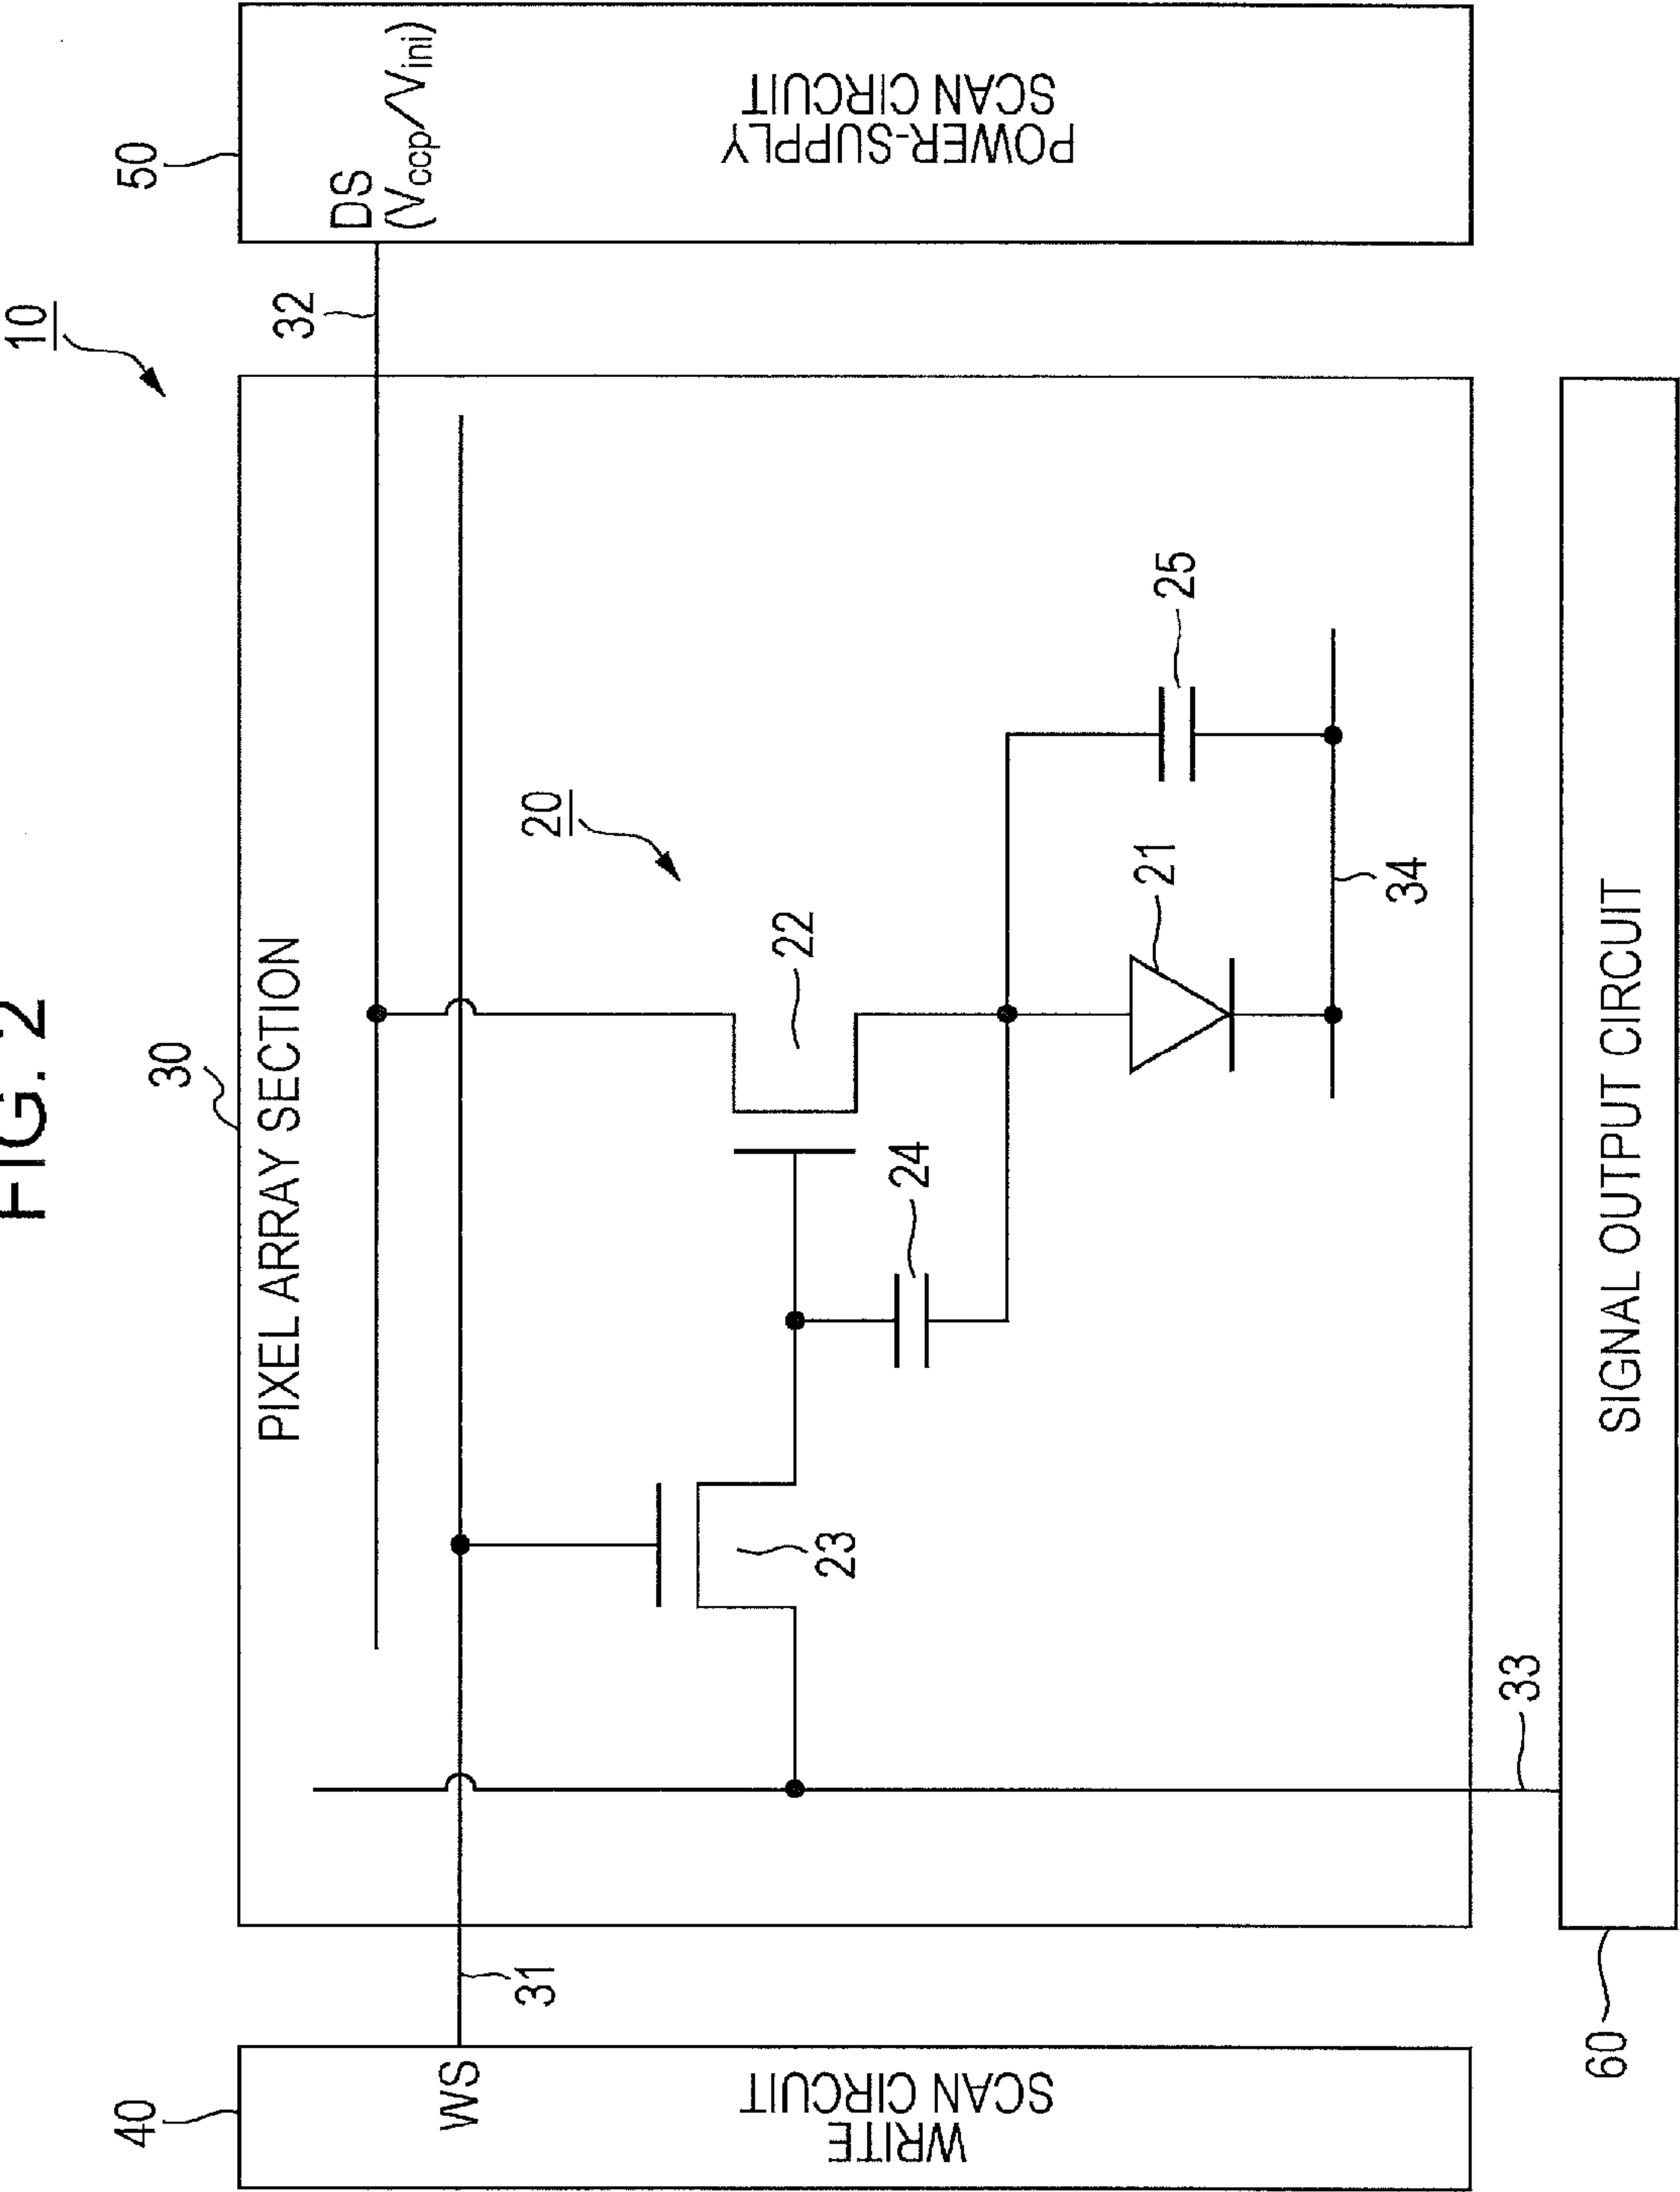 FIG. 2
10
30
PIXEL ARRAY SECTION
40
WS
WRITE
SCAN CIRCUIT
31
50
DS
(Vccp/Vini)
POWER-SUPPLY
SCAN CIRCUIT
32
20
22
23
24
25
21
34
33
60
SIGNAL OUTPUT CIRCUIT